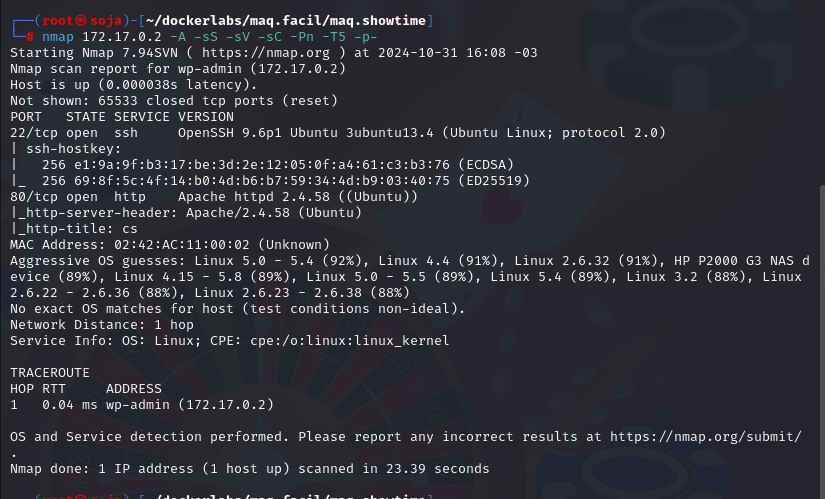 ┌──(root㉿soja)-[~/dockerlabs/maq.facil/maq.showtime]
└─# nmap 172.17.0.2 -A -sS -sV -sC -Pn -T5 -p-
Starting Nmap 7.94SVN ( https://nmap.org ) at 2024-10-31 16:08 -03
Nmap scan report for wp-admin (172.17.0.2)
Host is up (0.000038s latency).
Not shown: 65533 closed tcp ports (reset)
PORT   STATE SERVICE VERSION
22/tcp open  ssh     OpenSSH 9.6p1 Ubuntu 3ubuntu13.4 (Ubuntu Linux; protocol 2.0)
| ssh-hostkey:
|   256 e1:9a:9f:b3:17:be:3d:2e:12:05:0f:a4:61:c3:b3:76 (ECDSA)
|_  256 69:8f:5c:4f:14:b0:4d:b6:b7:59:34:4d:b9:03:40:75 (ED25519)
80/tcp open  http    Apache httpd 2.4.58 ((Ubuntu))
|_http-server-header: Apache/2.4.58 (Ubuntu)
|_http-title: cs
MAC Address: 02:42:AC:11:00:02 (Unknown)
Aggressive OS guesses: Linux 5.0 - 5.4 (92%), Linux 4.4 (91%), Linux 2.6.32 (91%), HP P2000 G3 NAS d
evice (89%), Linux 4.15 - 5.8 (89%), Linux 5.0 - 5.5 (89%), Linux 5.4 (89%), Linux 3.2 (88%), Linux
2.6.22 - 2.6.36 (88%), Linux 2.6.23 - 2.6.38 (88%)
No exact OS matches for host (test conditions non-ideal).
Network Distance: 1 hop
Service Info: OS: Linux; CPE: cpe:/o:linux:linux_kernel
TRACEROUTE
HOP RTT     ADDRESS
1   0.04 ms wp-admin (172.17.0.2)
OS and Service detection performed. Please report any incorrect results at https://nmap.org/submit/
.
Nmap done: 1 IP address (1 host up) scanned in 23.39 seconds
┌──(root㉿soja)-[~/dockerlabs/maq.facil/maq.showtime]